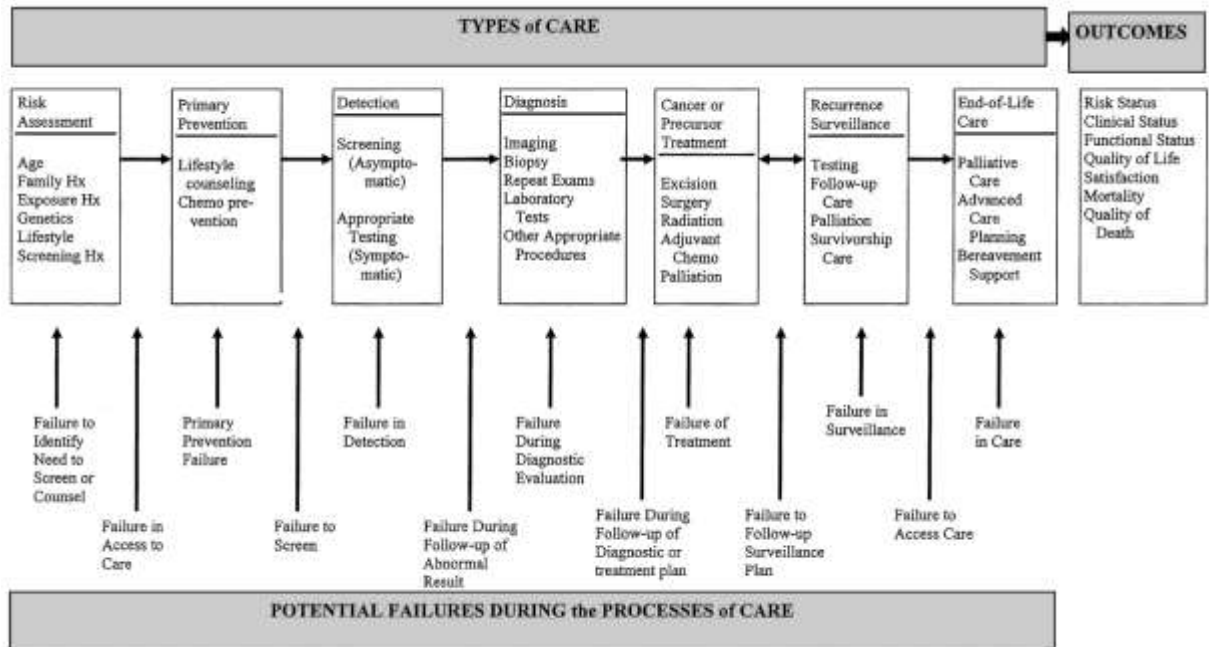 TYPES of CARE
OUTCOMES
Risk
Assessment
Age
Family Hx
Exposure Hx
Genetics
Lifestyle
Screening Hx
Primary
Prevention
Lifestyle
counseling
Chemo pre-
vention
Detection
Screening
(Asympto-
matic)
Appropriate
Testing
(Sympto-
matic)
Diagnosis
Imaging
Biopsy
Repeat Exams
Laboratory
Tests
Other Appropriate
Procedures
Cancer or
Precursor
Treatment
Excision
Surgery
Radiation
Adjuvant
Chemo
Palliation
Recurrence
Surveillance
Testing
Follow-up
Care
Palliation
Survivorship
Care
End-of-Life
Care
Palliative
Care
Advanced
Care
Planning
Bereavement
Support
Risk Status
Clinical Status
Functional Status
Quality of Life
Satisfaction
Mortality
Quality of
Death
Failure to
Identify
Need to
Screen or
Counsel
Failure in
Access to
Care
Primary
Prevention
Failure
Failure to
Screen
Failure in
Detection
Failure During
Follow-up of
Abnormal
Result
Failure
During
Diagnostic
Evaluation
Failure During
Follow-up of
Diagnostic or
treatment plan
Failure of
Treatment
Failure to
Follow-up
Surveillance
Plan
Failure in
Surveillance
Failure to
Access Care
Failure
in Care
POTENTIAL FAILURES DURING the PROCESSES of CARE